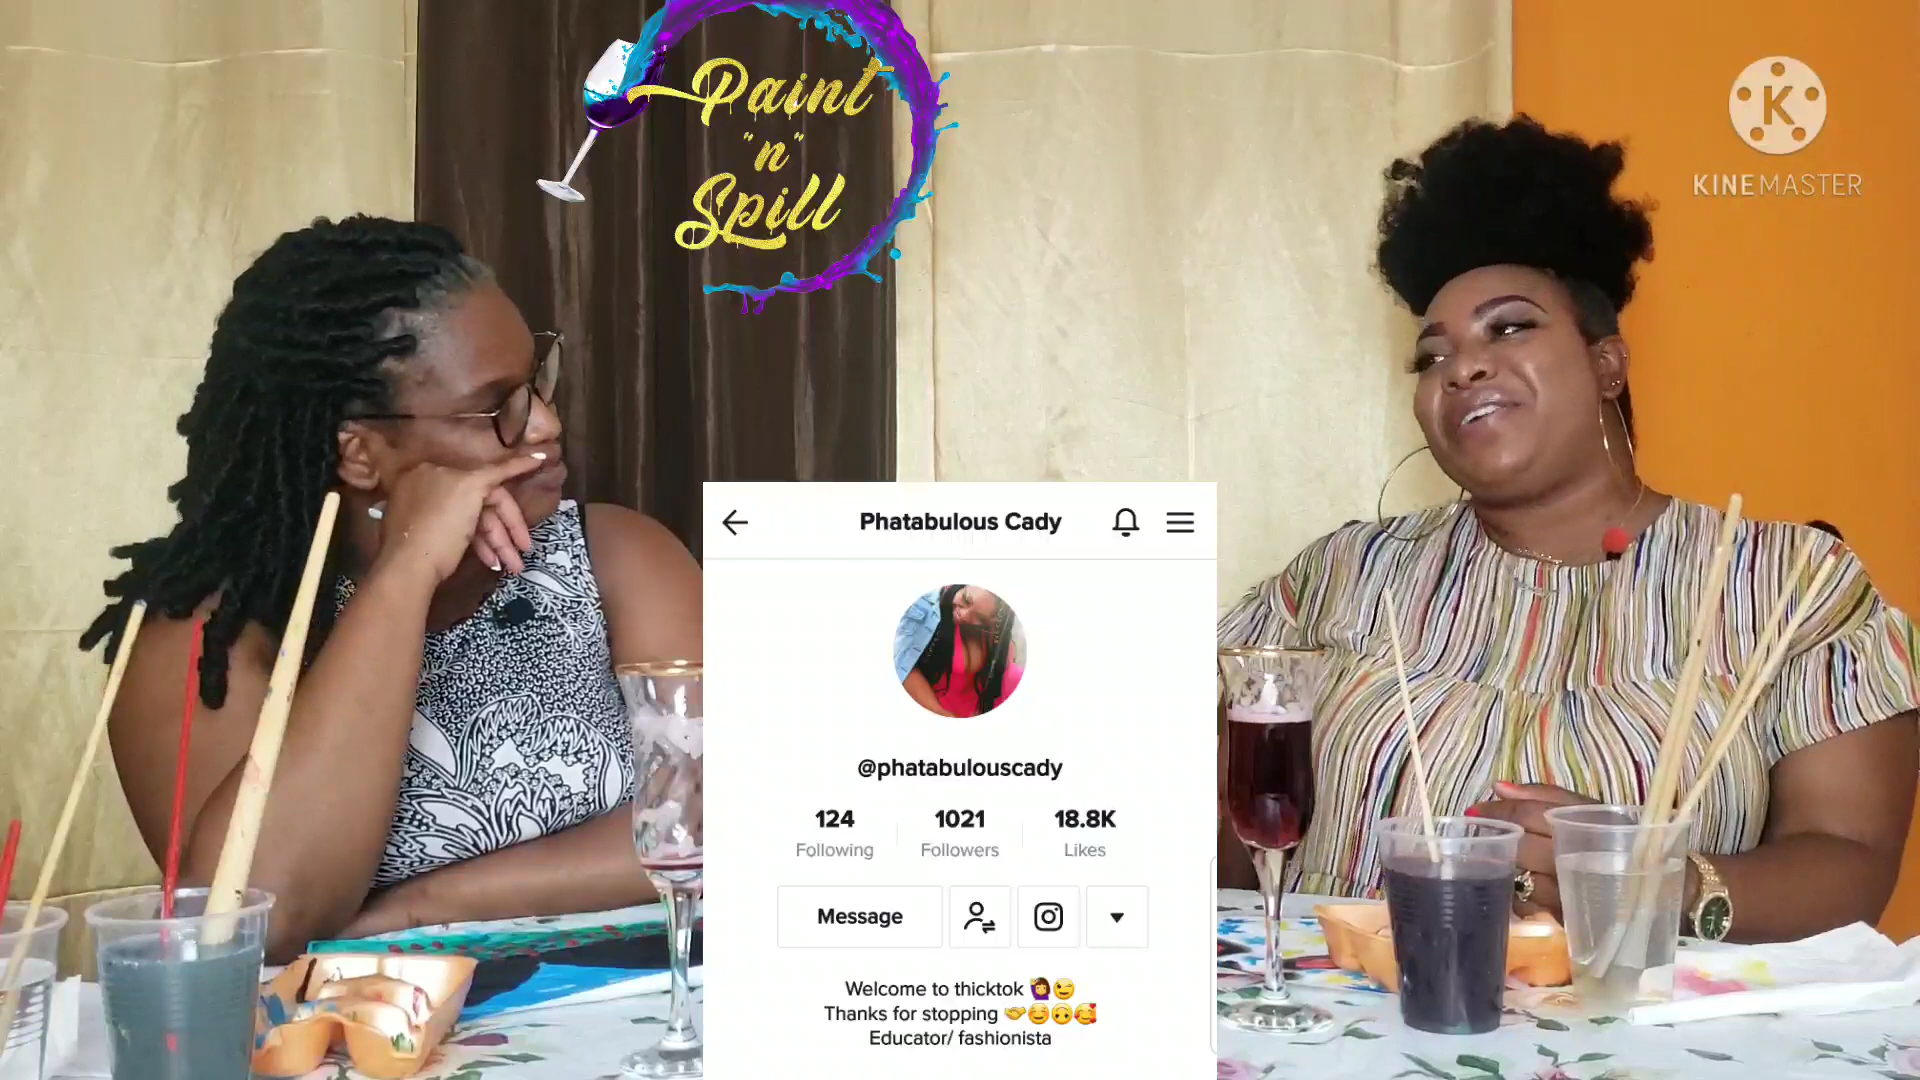 Paint
"n"
Spill
K
KINEMASTER
Phatabulous Cady
@phatabulouscady
124 1021 18.8K
Following Followers Likes
Message
Welcome to thicktok 🙋‍♀️😉
Thanks for stopping 🤝☺️🥲🥰
Educator/ fashionista